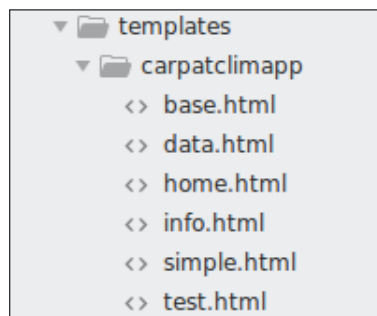 templates
carpatclimapp
<> base.html
<> data.html
<> home.html
<> info.html
<> simple.html
<> test.html